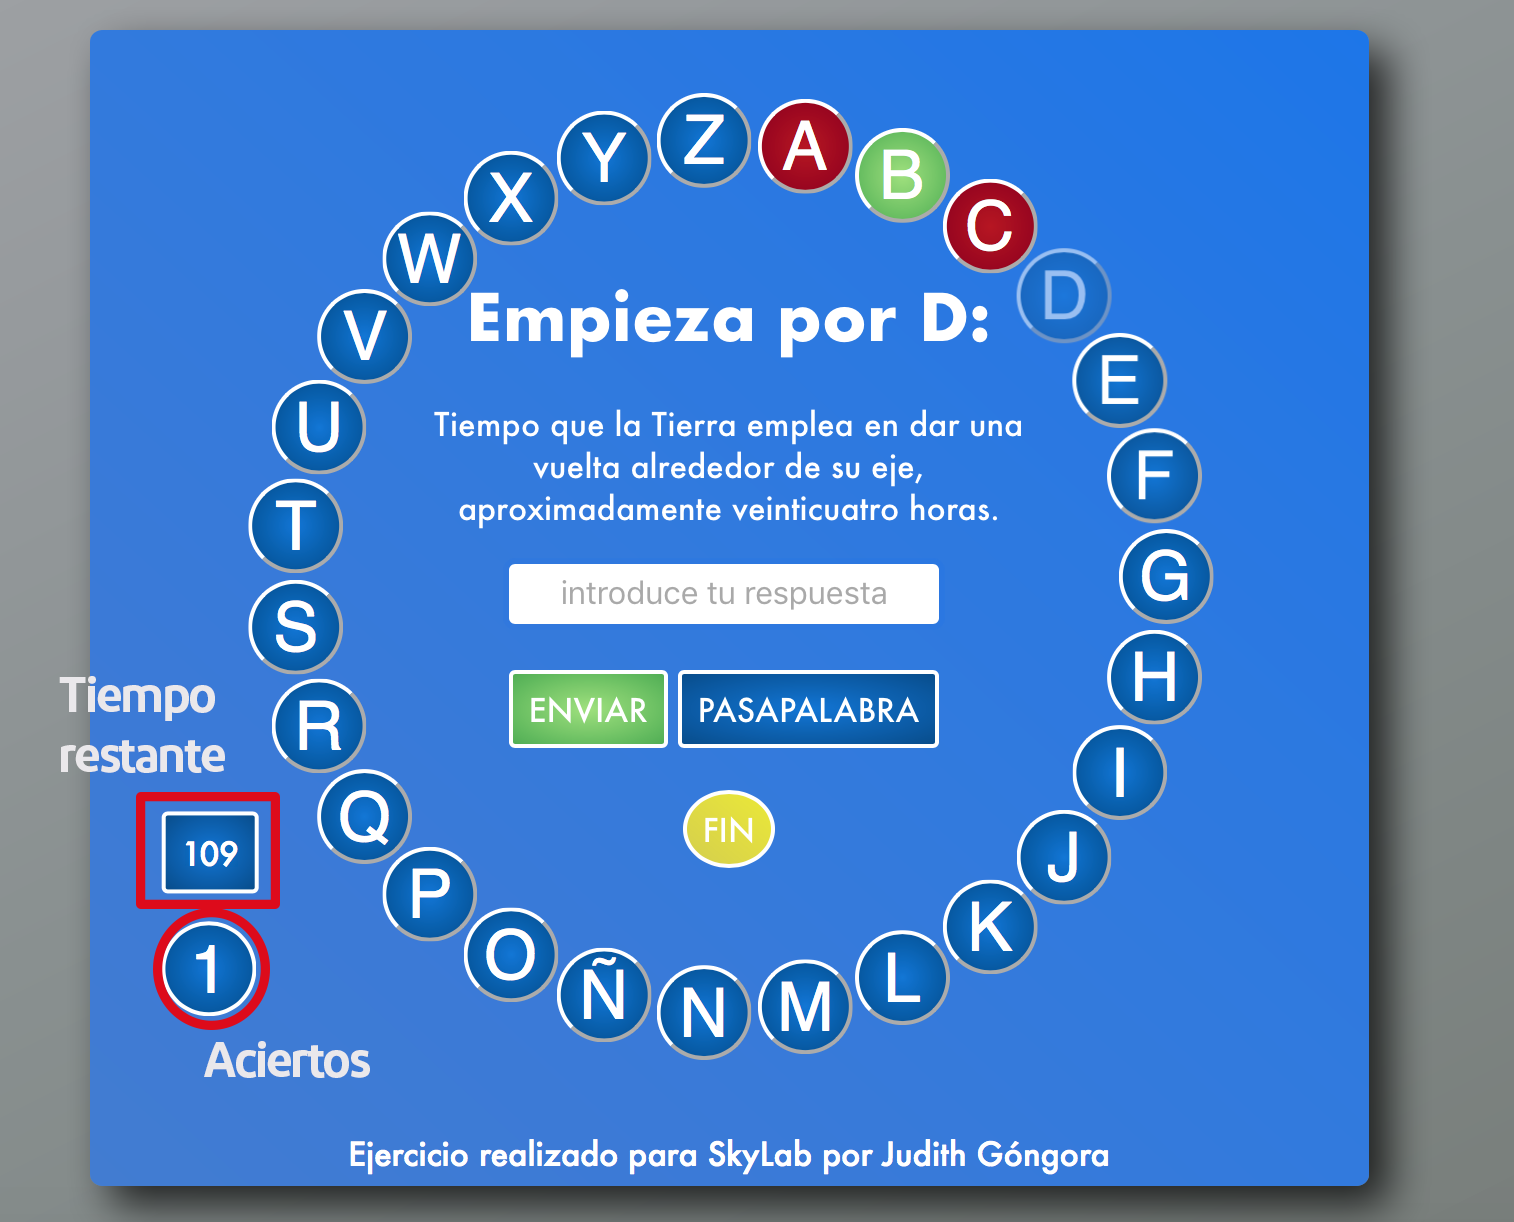 Z
A
B
C
D
E
F
G
H
I
J
K
L
M
N
Ñ
O
P
Q
R
S
T
U
V
W
X
Y
Empieza por D:
Tiempo que la Tierra emplea en dar una
vuelta alrededor de su eje,
aproximadamente veinticuatro horas.
introduce tu respuesta
ENVIAR
PASAPALABRA
FIN
Tiempo
restante
109
1
Aciertos
Ejercicio realizado para SkyLab por Judith Góngora